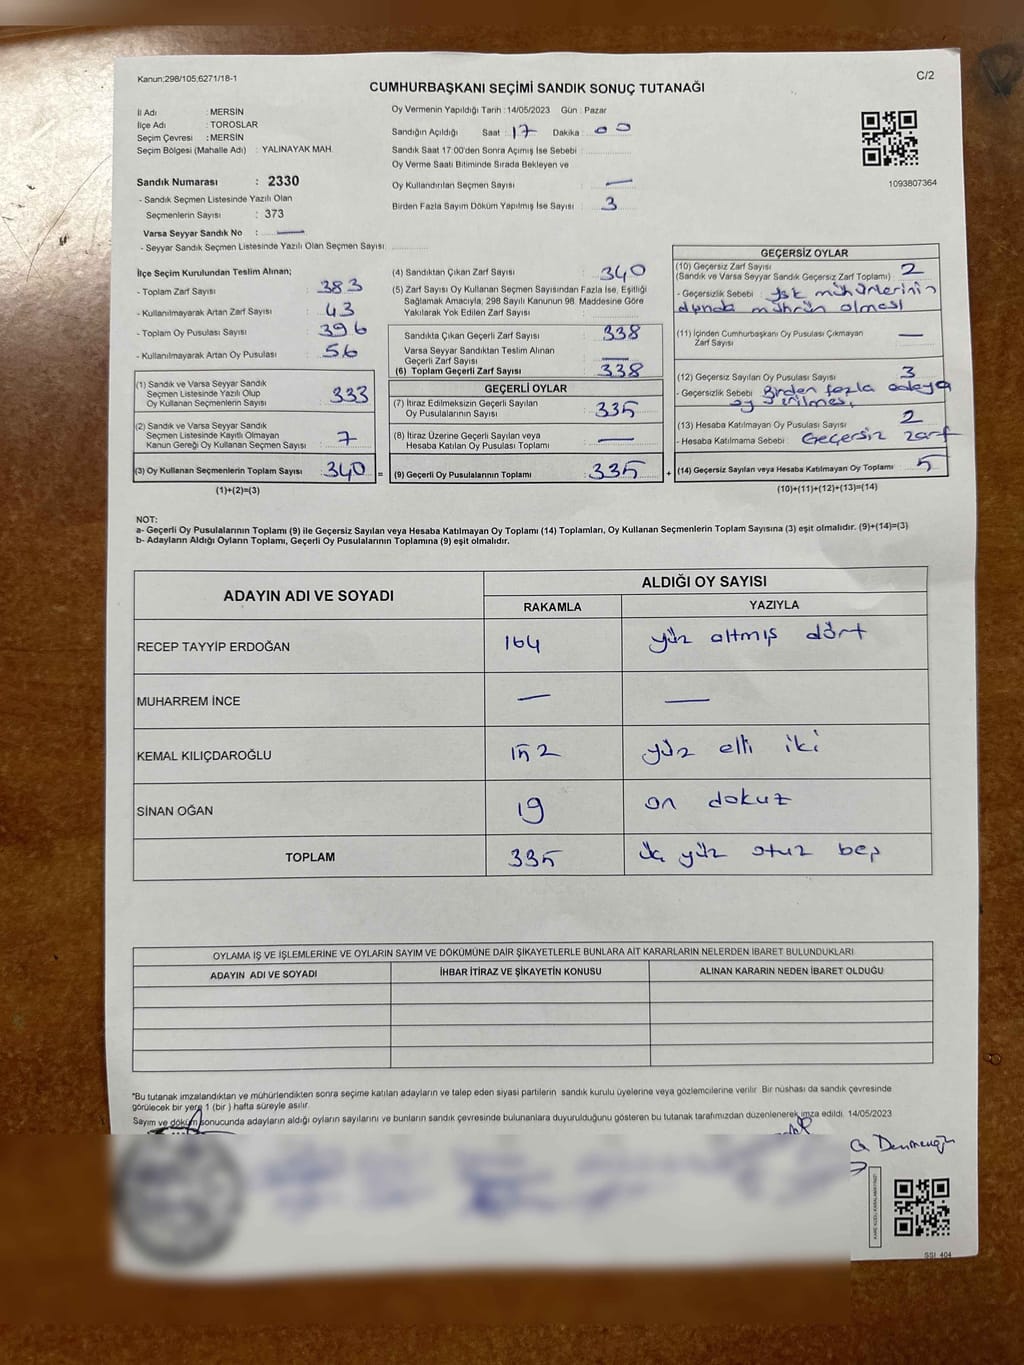 Kanun:298/105,6271/18-1
C/2
CUMHURBAŞKANI SEÇİMİ SANDIK SONUÇ TUTANAĞI
İl Adı : MERSİN
İlçe Adı : TOROSLAR
Seçim Çevresi : MERSİN
Seçim Bölgesi (Mahalle Adı) : YALINAYAK MAH.
Sandık Numarası : 2330
- Sandık Seçmen Listesinde Yazılı Olan
Seçmenlerin Sayısı : 373
Varsa Seyyar Sandık No : —
- Seyyar Sandık Seçmen Listesinde Yazılı Olan Seçmen Sayısı:
Oy Vermenin Yapıldığı Tarih : 14/05/2023 Gün : Pazar
Sandığın Açıldığı Saat : 17 Dakika : 00
Sandık Saat 17:00'den Sonra Açımış İse Sebebi :
Oy Verme Saati Bitiminde Sırada Bekleyen ve
Oy Kullandırılan Seçmen Sayısı : —
Birden Fazla Sayım Döküm Yapılmış İse Sayısı : 3
1093807364
İlçe Seçim Kurulundan Teslim Alınan;
- Toplam Zarf Sayısı : 383
- Kullanılmayarak Artan Zarf Sayısı : 43
- Toplam Oy Pusulası Sayısı : 396
- Kullanılmayarak Artan Oy Pusulası : 56
(1) Sandık ve Varsa Seyyar Sandık
Seçmen Listesinde Yazılı Olup
Oy Kullanan Seçmenlerin Sayısı : 333
(2) Sandık ve Varsa Seyyar Sandık
Seçmen Listesinde Kayıtlı Olmayan
Kanun Gereği Oy Kullanan Seçmen Sayısı : 7
(3) Oy Kullanan Seçmenlerin Toplam Sayısı : 340 =
(1)+(2)=(3)
(4) Sandıktan Çıkan Zarf Sayısı : 340
(5) Zarf Sayısı Oy Kullanan Seçmen Sayısından Fazla İse, Eşitliği
Sağlamak Amacıyla; 298 Sayılı Kanunun 98. Maddesine Göre
Yakılarak Yok Edilen Zarf Sayısı :
Sandıkta Çıkan Geçerli Zarf Sayısı : 338
Varsa Seyyar Sandıktan Teslim Alınan
Geçerli Zarf Sayısı : —
(6) Toplam Geçerli Zarf Sayısı : 338
GEÇERLİ OYLAR
(7) İtiraz Edilmeksizin Geçerli Sayılan
Oy Pusulalarının Sayısı : 335
(8) İtiraz Üzerine Geçerli Sayılan veya
Hesaba Katılan Oy Pusulası Sayısı : —
(9) Geçerli Oy Pusulalarının Toplamı : 335 +
GEÇERSİZ OYLAR
(10) Geçersiz Zarf Sayısı : 2
(Sandık ve Varsa Seyyar Sandık Geçersiz Zarf Toplamı)
- Geçersizlik Sebebi : Ysk mühürlerinin
dışında mührün olması
(11) İçinden Cumhurbaşkanı Oy Pusulası Çıkmayan
Zarf Sayısı : —
(12) Geçersiz Sayılan Oy Pusulası Sayısı : 3
- Geçersizlik Sebebi : Birden fazla adaya
oy verilmesi.
(13) Hesaba Katılmayan Oy Pusulası Sayısı : 2
- Hesaba Katılmama Sebebi : Geçersiz zarf
(14) Geçersiz Sayılan veya Hesaba Katılmayan Oy Toplamı : 5
(10)+(11)+(12)+(13)=(14)
NOT:
a- Geçerli Oy Pusulalarının Toplamı (9) ile Geçersiz Sayılan veya Hesaba Katılmayan Oy Toplamı (14) Toplamları, Oy Kullanan Seçmenlerin Toplam Sayısına (3) eşit olmalıdır. (9)+(14)=(3)
b- Adayların Aldığı Oyların Toplamı, Geçerli Oy Pusulalarının Toplamına (9) eşit olmalıdır.
ADAYIN ADI VE SOYADI
ALDIĞI OY SAYISI
RAKAMLA YAZIYLA
RECEP TAYYİP ERDOĞAN 164 yüz altmış dört
MUHARREM İNCE — —
KEMAL KILIÇDAROĞLU 152 yüz elli iki
SİNAN OĞAN 19 on dokuz
TOPLAM 335 üç yüz otuz beş
OYLAMA İŞ VE İŞLEMLERİNE VE OYLARIN SAYIM VE DÖKÜMÜNE DAİR ŞİKAYETLERLE BUNLARA AİT KARARLARIN NELERDEN İBARET BULUNDUKLARI
ADAYIN ADI VE SOYADI İHBAR İTİRAZ VE ŞİKAYETİN KONUSU ALINAN KARARIN NEDEN İBARET OLDUĞU
*Bu tutanak imzalandıktan ve mühürlendikten sonra seçime katılan adayların ve talep eden siyasi partilerin sandık kurulu üyelerine veya gözlemcilerine verilir. Bir nüshası da sandık çevresinde
görülecek bir yere 1 (bir ) hafta süreyle asılır.
Sayım ve döküm sonucunda adayların aldığı oyların sayılarını ve bunların sandık çevresinde bulunanlara duyurulduğunu gösteren bu tutanak tarafımızdan düzenlenerek imza edildi. 14/05/2023
SSI_404